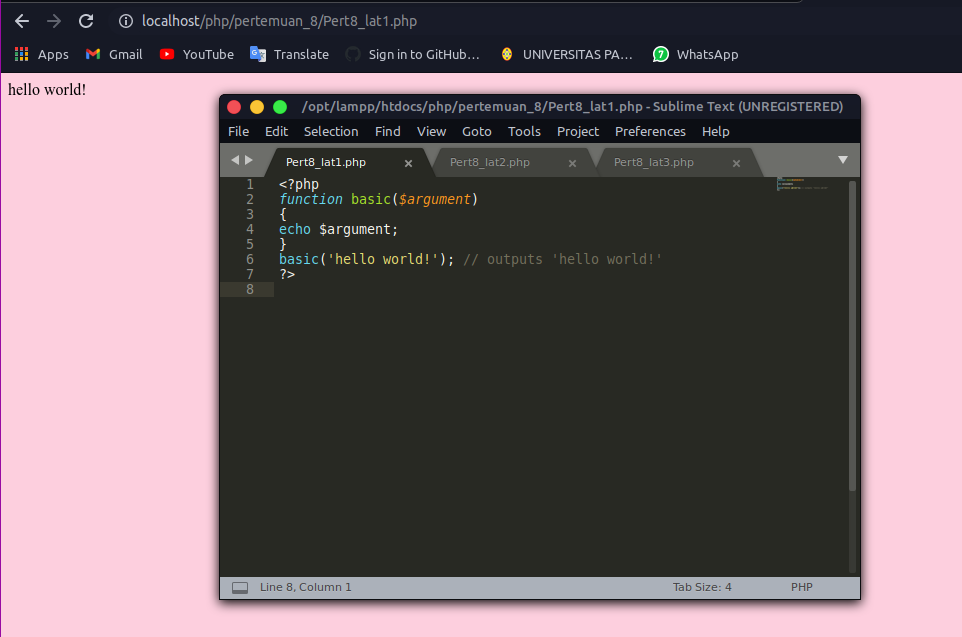 localhost/php/pertemuan_8/Pert8_lat1.php
Apps Gmail YouTube Translate Sign in to GitHub... UNIVERSITAS PA... 7 WhatsApp
hello world!
/opt/lampp/htdocs/php/pertemuan_8/Pert8_lat1.php - Sublime Text (UNREGISTERED)
File Edit Selection Find View Goto Tools Project Preferences Help
Pert8_lat1.php × Pert8_lat2.php × Pert8_lat3.php ×
1 <?php
2 function basic($argument)
3 {
4 echo $argument;
5 }
6 basic('hello world!'); // outputs 'hello world!'
7 ?>
8
Line 8, Column 1 Tab Size: 4 PHP